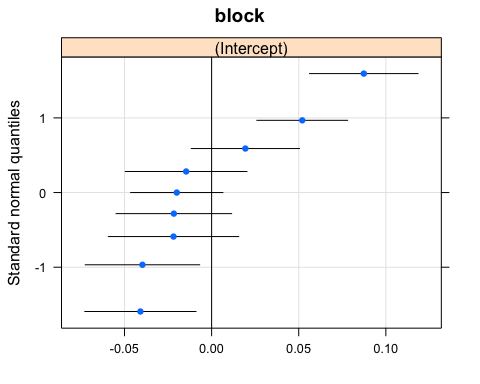 block
(Intercept)
Standard normal quantiles
1
0
-1
-0.05
0.00
0.05
0.10